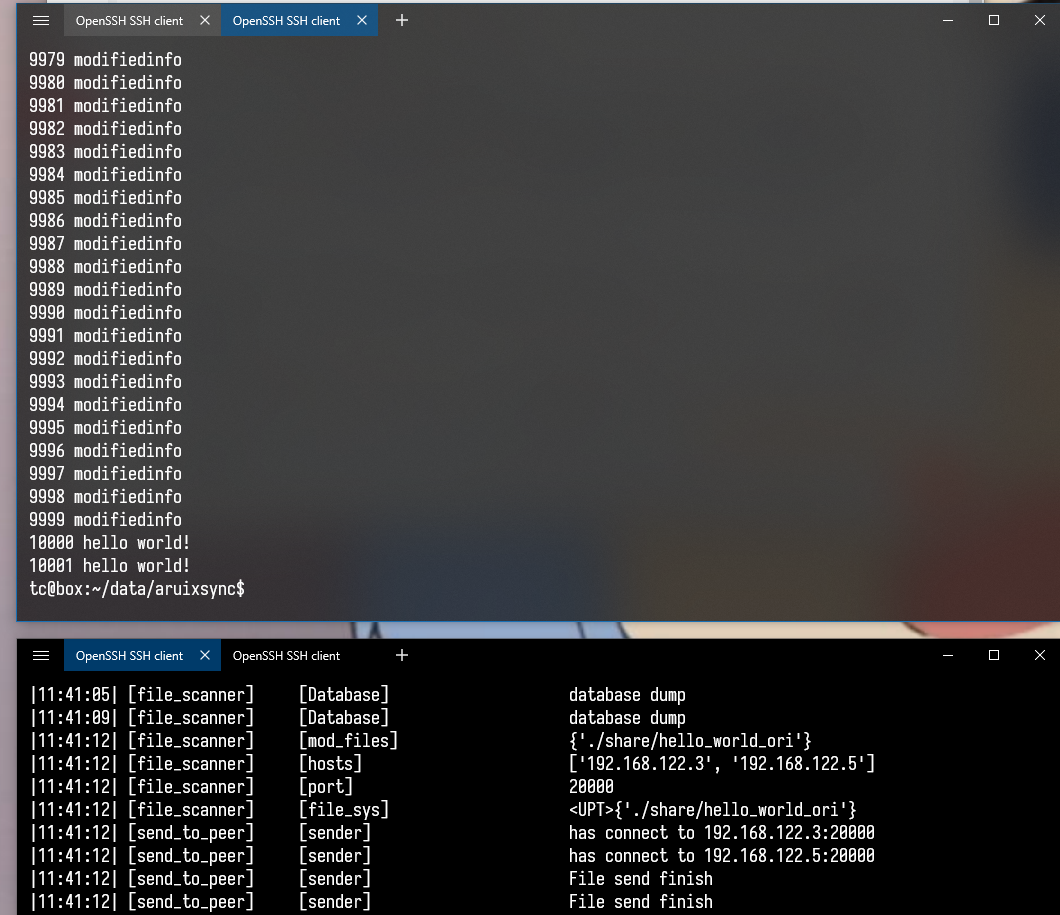 OpenSSH SSH client OpenSSH SSH client
9979 modifiedinfo
9980 modifiedinfo
9981 modifiedinfo
9982 modifiedinfo
9983 modifiedinfo
9984 modifiedinfo
9985 modifiedinfo
9986 modifiedinfo
9987 modifiedinfo
9988 modifiedinfo
9989 modifiedinfo
9990 modifiedinfo
9991 modifiedinfo
9992 modifiedinfo
9993 modifiedinfo
9994 modifiedinfo
9995 modifiedinfo
9996 modifiedinfo
9997 modifiedinfo
9998 modifiedinfo
9999 modifiedinfo
10000 hello world!
10001 hello world!
tc@box:~/data/aruixsync$
OpenSSH SSH client OpenSSH SSH client
|11:41:05| [file_scanner] [Database] database dump
|11:41:09| [file_scanner] [Database] database dump
|11:41:12| [file_scanner] [mod_files] {'./share/hello_world_ori'}
|11:41:12| [file_scanner] [hosts] ['192.168.122.3', '192.168.122.5']
|11:41:12| [file_scanner] [port] 20000
|11:41:12| [file_scanner] [file_sys] <UPT>{'./share/hello_world_ori'}
|11:41:12| [send_to_peer] [sender] has connect to 192.168.122.3:20000
|11:41:12| [send_to_peer] [sender] has connect to 192.168.122.5:20000
|11:41:12| [send_to_peer] [sender] File send finish
|11:41:12| [send_to_peer] [sender] File send finish